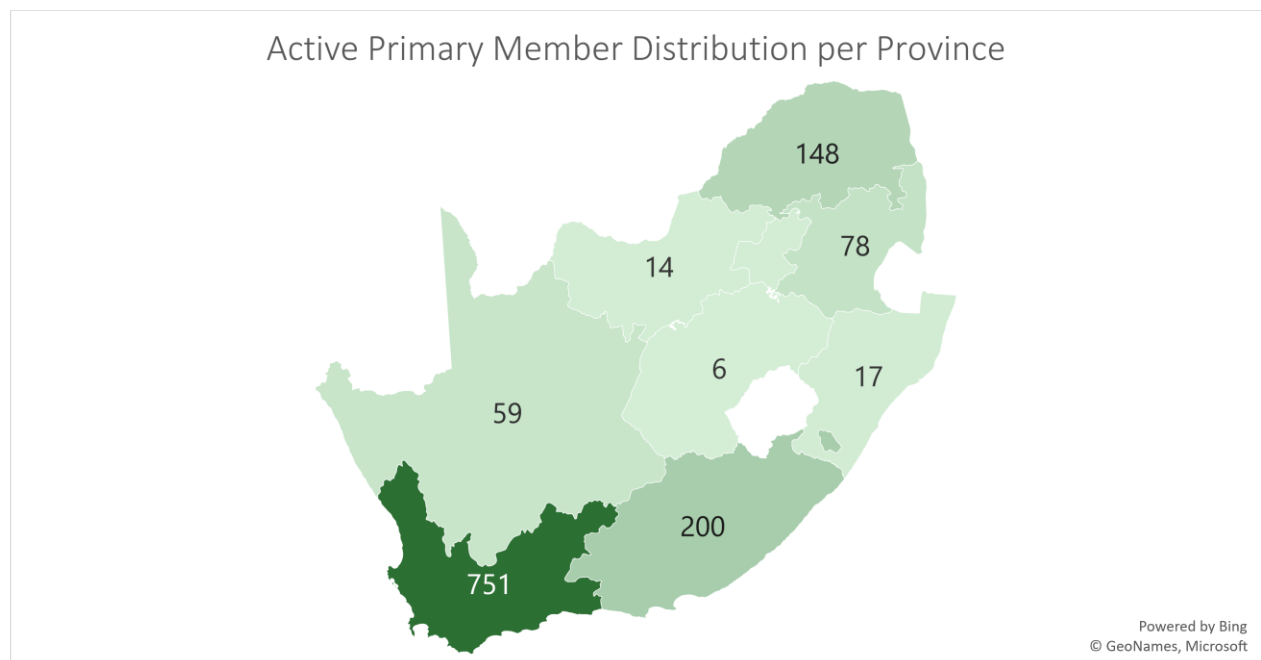 Active Primary Member Distribution per Province
148
78
14
6
17
59
200
751
Powered by Bing
© GeoNames, Microsoft